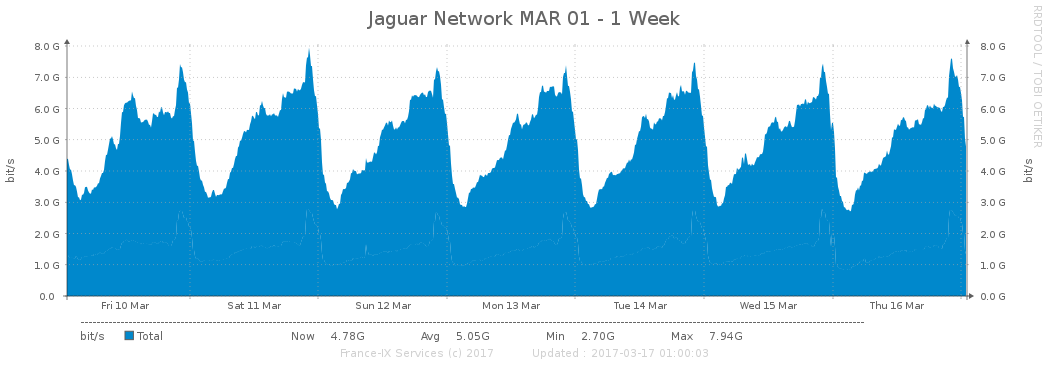 Jaguar Network MAR 01 - 1 Week
RRDTOOL / TOBI OETIKER
bit/s
bit/s
8.0 G 8.0 G
7.0 G 7.0 G
6.0 G 6.0 G
5.0 G 5.0 G
4.0 G 4.0 G
3.0 G 3.0 G
2.0 G 2.0 G
1.0 G 1.0 G
0.0 0.0 G
Fri 10 Mar Sat 11 Mar Sun 12 Mar Mon 13 Mar Tue 14 Mar Wed 15 Mar Thu 16 Mar
bit/s Total Now 4.78G Avg 5.05G Min 2.70G Max 7.94G
France-IX Services (c) 2017 Updated : 2017-03-17 01:00:03